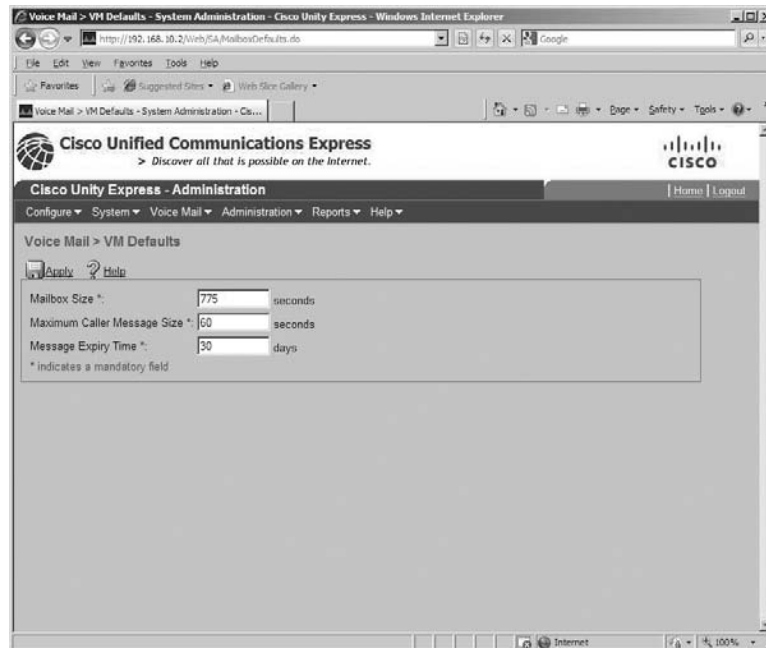 Voice Mail > VM Defaults - System Administration - Cisco Unity Express - Windows Internet Explorer
http://192.168.10.2/Web/SA/MailboxDefaults.do
Google
File Edit View Favorites Tools Help
Favorites Suggested Sites Web Slice Gallery
Voice Mail > VM Defaults - System Administration - Cis...
Page Safety Tools
Cisco Unified Communications Express
> Discover all that is possible on the Internet.
CISCO
Cisco Unity Express - Administration
Home | Logout
Configure System Voice Mail Administration Reports Help
Voice Mail > VM Defaults
Apply Help
Mailbox Size *: 775 seconds
Maximum Caller Message Size *: 60 seconds
Message Expiry Time *: 30 days
* indicates a mandatory field
Internet 100%